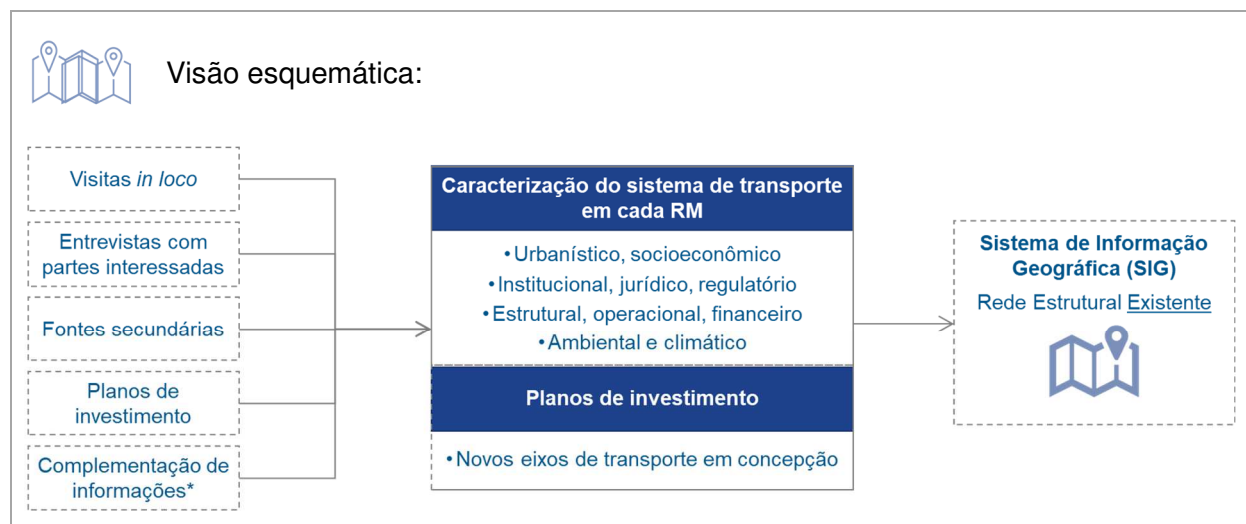 Visão esquemática:
Visitas in loco
Entrevistas com
partes interessadas
Fontes secundárias
Planos de
investimento
Complementação de
informações*
Caracterização do sistema de transporte
em cada RM
•Urbanístico, socioeconômico
•Institucional, jurídico, regulatório
•Estrutural, operacional, financeiro
•Ambiental e climático
Planos de investimento
•Novos eixos de transporte em concepção
Sistema de Informação
Geográfica (SIG)
Rede Estrutural Existente